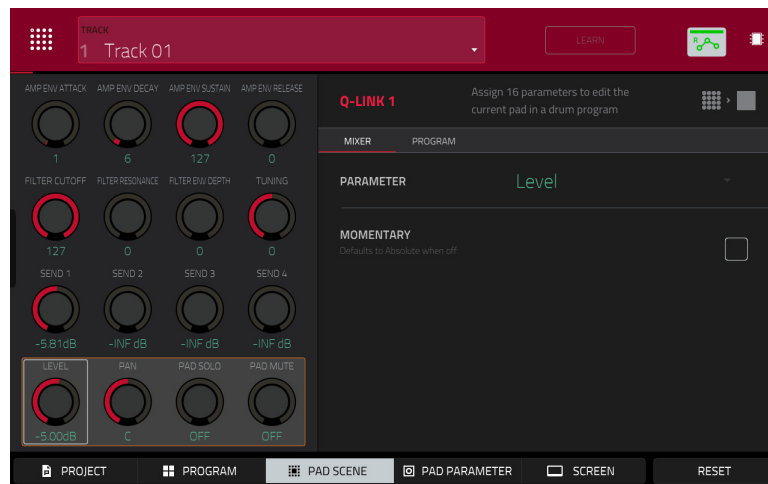 TRACK
1 Track 01
LEARN
R
AMP ENV ATTACK AMP ENV DECAY AMP ENV SUSTAIN AMP ENV RELEASE
1 6 127 0
FILTER CUTOFF FILTER RESONANCE FILTER ENV DEPTH TUNING
127 0 0 0
SEND 1 SEND 2 SEND 3 SEND 4
-5.81dB -INF dB -INF dB -INF dB
LEVEL PAN PAD SOLO PAD MUTE
-5.00dB C OFF OFF
Q-LINK 1
Assign 16 parameters to edit the
current pad in a drum program
MIXER PROGRAM
PARAMETER Level
MOMENTARY
Defaults to Absolute when off
PROJECT PROGRAM PAD SCENE PAD PARAMETER SCREEN RESET